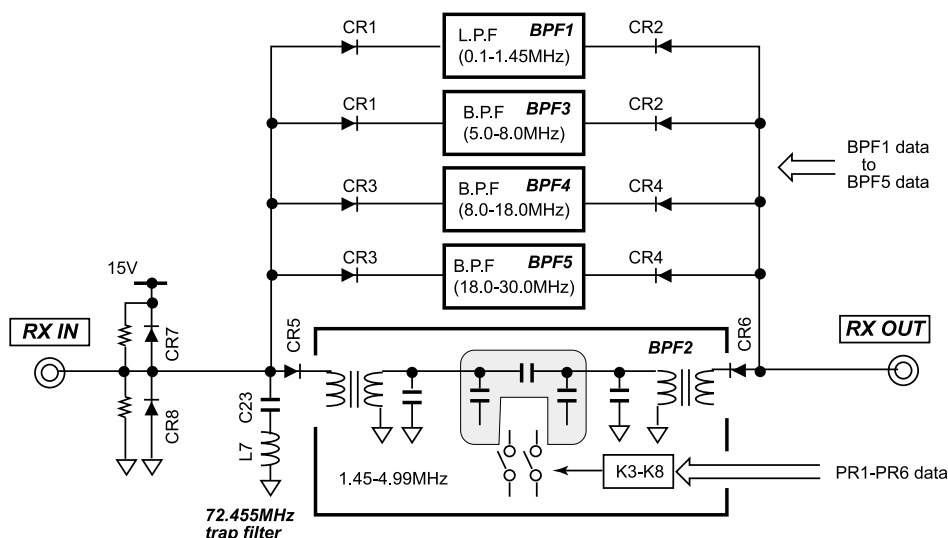 CR1
L.P.F BPF1
(0.1-1.45MHz)
CR2
CR1
B.P.F BPF3
(5.0-8.0MHz)
CR2
BPF1 data
to
BPF5 data
CR3
B.P.F BPF4
(8.0-18.0MHz)
CR4
CR3
B.P.F BPF5
(18.0-30.0MHz)
CR4
15V
RX IN
CR7
CR5
BPF2
CR6
RX OUT
CR8
C23
L7
1.45-4.99MHz
K3-K8
PR1-PR6 data
72.455MHz
trap filter